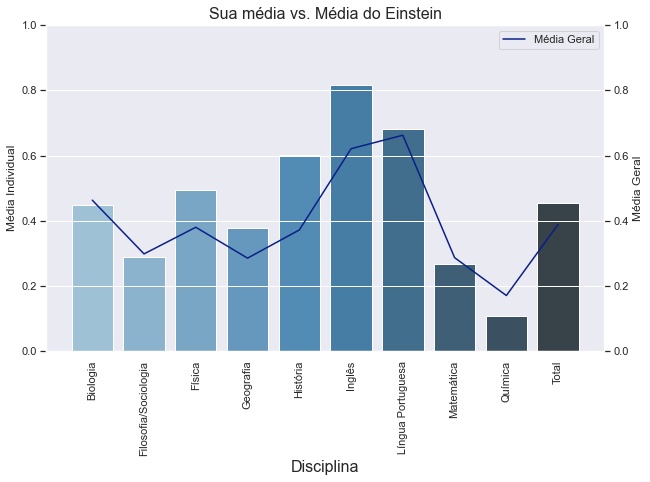 Sua média vs. Média do Einstein
Média Geral
1.0
0.8
0.6
0.4
0.2
0.0
Média Individual
1.0
0.8
0.6
0.4
0.2
0.0
Média Geral
Biologia
Filosofia/Sociologia
Física
Geografia
História
Inglês
Língua Portuguesa
Matemática
Química
Total
Disciplina